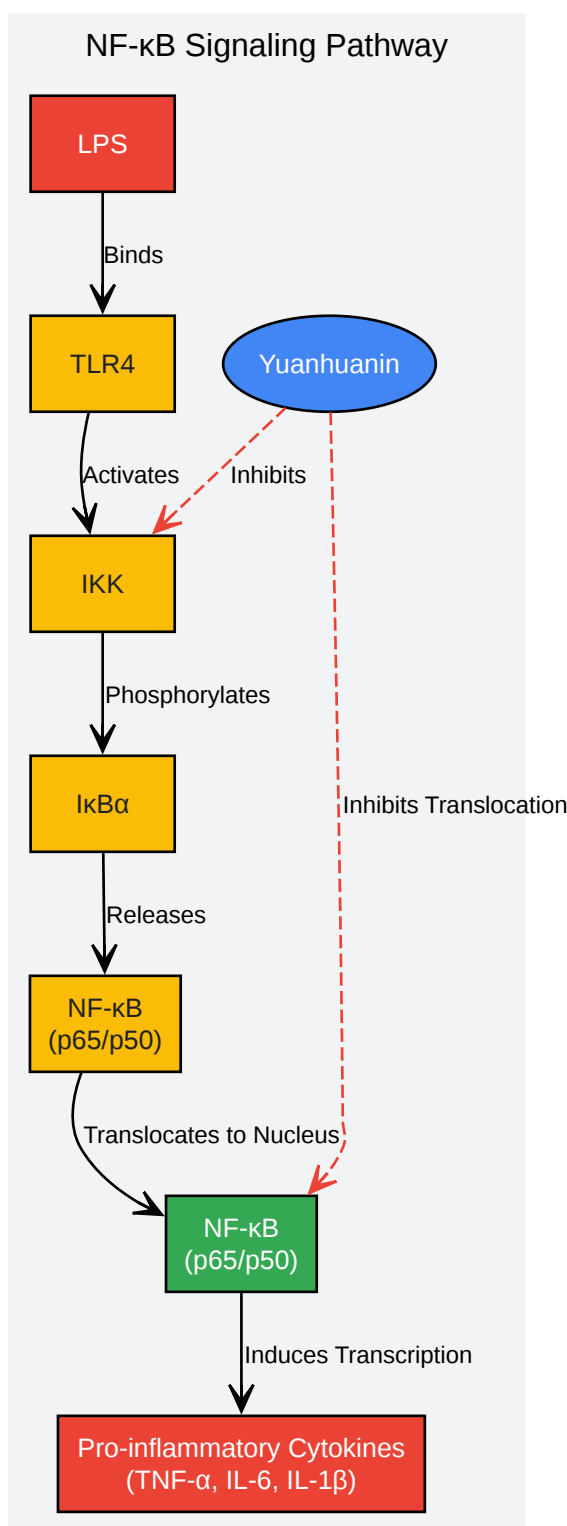 NF-κB Signaling Pathway
LPS
Binds
TLR4
Yuanhuanin
Activates
Inhibits
IKK
Phosphorylates
IκBα
Inhibits Translocation
Releases
NF-κB
(p65/p50)
Translocates to Nucleus
NF-κB
(p65/p50)
Induces Transcription
Pro-inflammatory Cytokines
(TNF-α, IL-6, IL-1β)